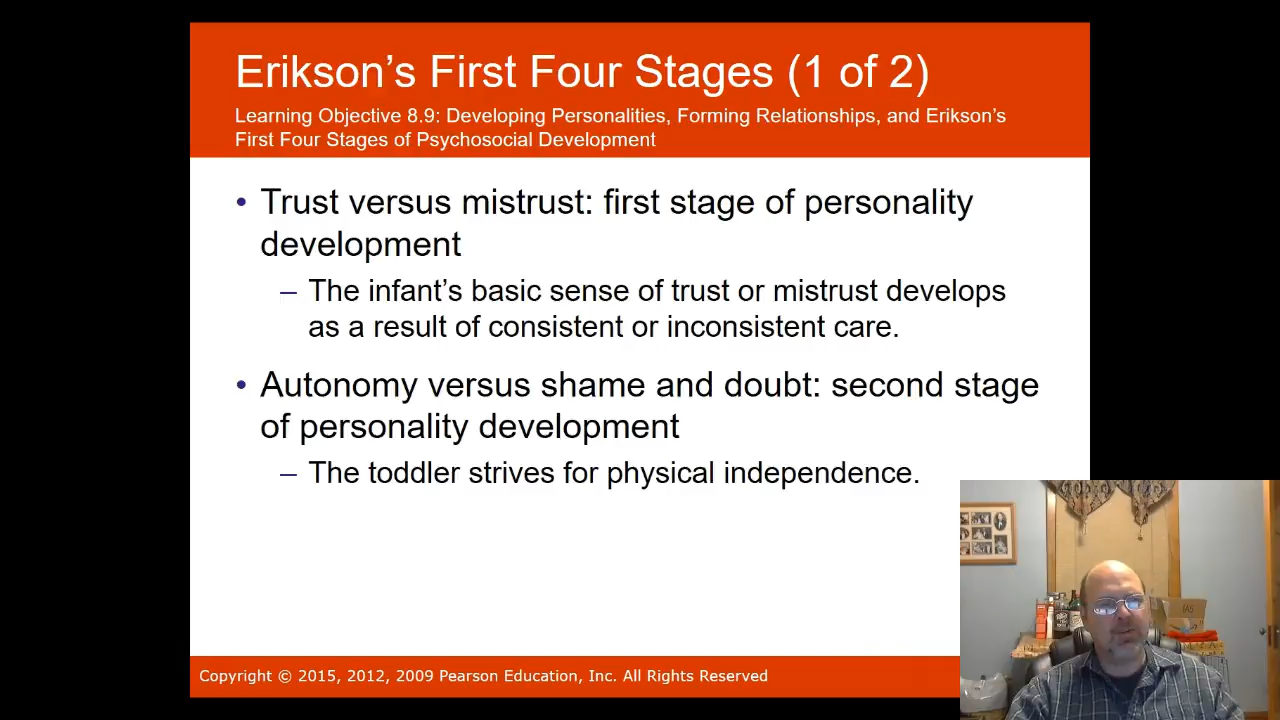 Erikson’s First Four Stages (1 of 2)
Learning Objective 8.9: Developing Personalities, Forming Relationships, and Erikson’s
First Four Stages of Psychosocial Development
• Trust versus mistrust: first stage of personality
development
– The infant’s basic sense of trust or mistrust develops
as a result of consistent or inconsistent care.
• Autonomy versus shame and doubt: second stage
of personality development
– The toddler strives for physical independence.
Copyright © 2015, 2012, 2009 Pearson Education, Inc. All Rights Reserved